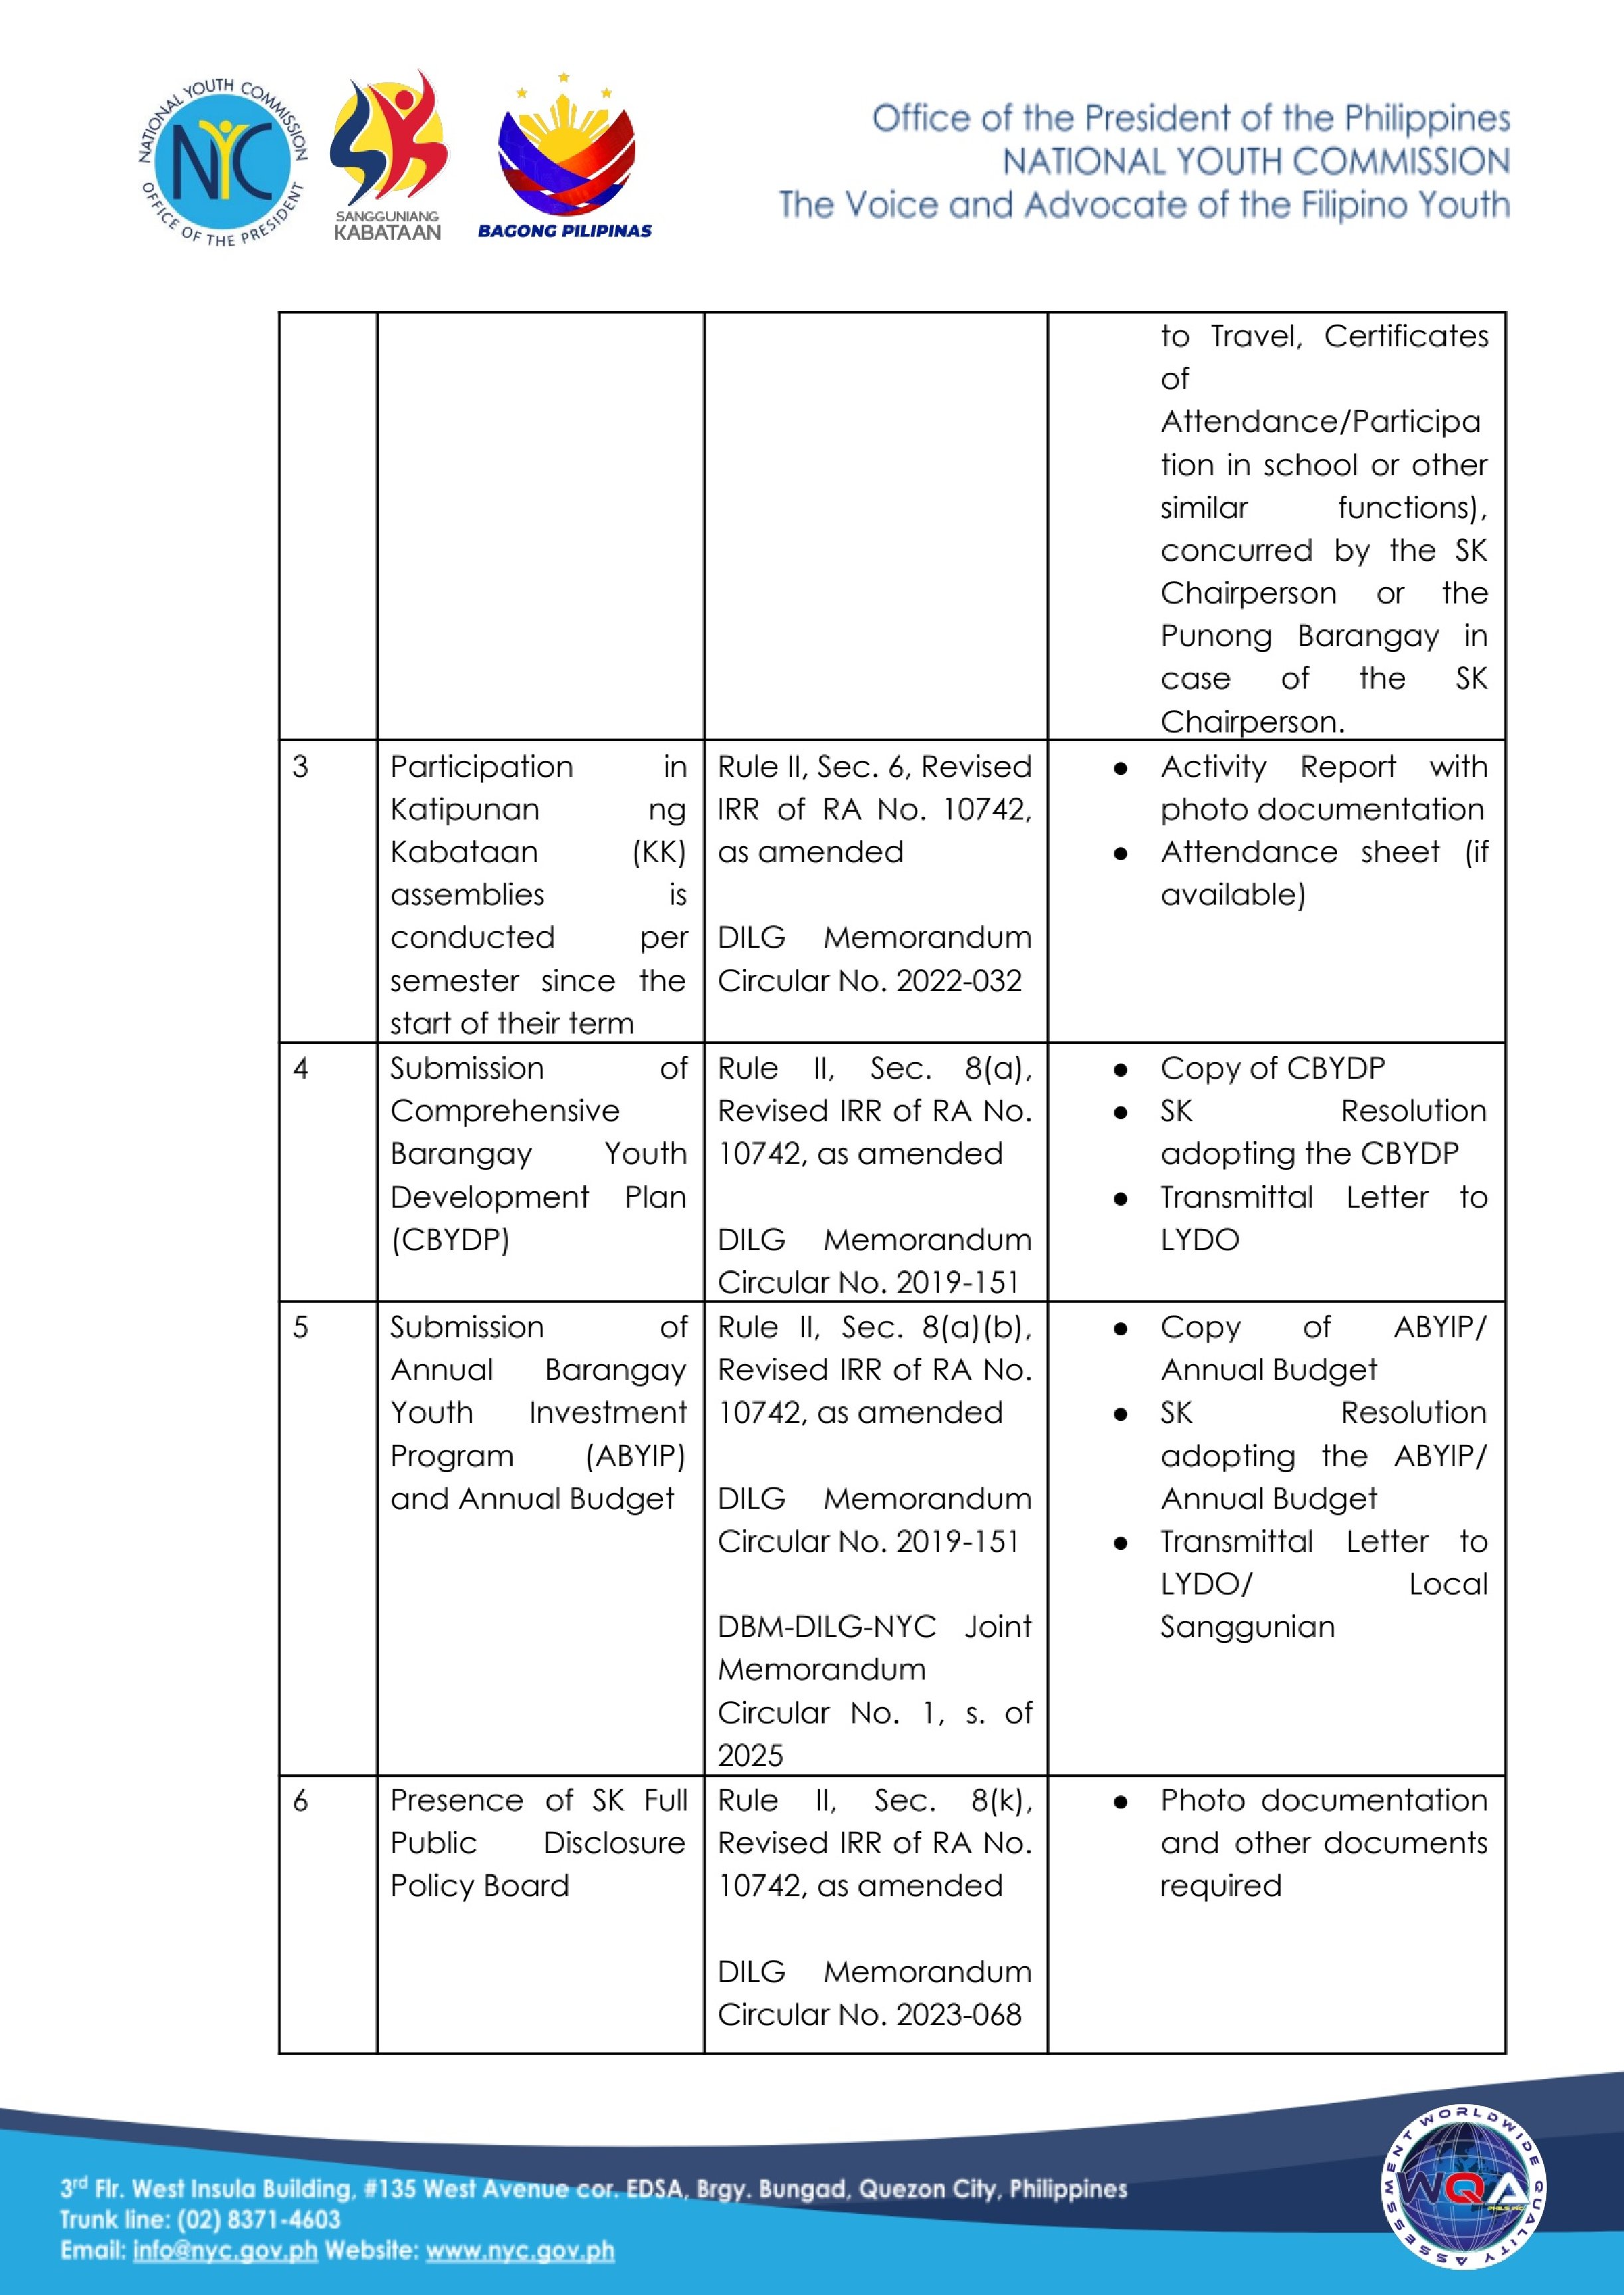 NATIONAL YOUTH COMMISSION
NYC
OFFICE OF THE PRESIDENT
SANGGUNIANG
KABATAAN
BAGONG PILIPINAS
Office of the President of the Philippines
NATIONAL YOUTH COMMISSION
The Voice and Advocate of the Filipino Youth
to Travel, Certificates
of
Attendance/Participa
tion in school or other
similar functions),
concurred by the SK
Chairperson or the
Punong Barangay in
case of the SK
Chairperson.
3
Participation in
Katipunan ng
Kabataan (KK)
assemblies is
conducted per
semester since the
start of their term
Rule II, Sec. 6, Revised
IRR of RA No. 10742,
as amended
DILG Memorandum
Circular No. 2022-032
● Activity Report with
photo documentation
● Attendance sheet (if
available)
4
Submission of
Comprehensive
Barangay Youth
Development Plan
(CBYDP)
Rule II, Sec. 8(a),
Revised IRR of RA No.
10742, as amended
DILG Memorandum
Circular No. 2019-151
● Copy of CBYDP
● SK Resolution
adopting the CBYDP
● Transmittal Letter to
LYDO
5
Submission of
Annual Barangay
Youth Investment
Program (ABYIP)
and Annual Budget
Rule II, Sec. 8(a)(b),
Revised IRR of RA No.
10742, as amended
DILG Memorandum
Circular No. 2019-151
DBM-DILG-NYC Joint
Memorandum
Circular No. 1, s. of
2025
● Copy of ABYIP/
Annual Budget
● SK Resolution
adopting the ABYIP/
Annual Budget
● Transmittal Letter to
LYDO/ Local
Sanggunian
6
Presence of SK Full
Public Disclosure
Policy Board
Rule II, Sec. 8(k),
Revised IRR of RA No.
10742, as amended
DILG Memorandum
Circular No. 2023-068
● Photo documentation
and other documents
required
3rd Flr. West Insula Building, #135 West Avenue cor. EDSA, Brgy. Bungad, Quezon City, Philippines
Trunk line: (02) 8371-4603
Email: info@nyc.gov.ph Website: www.nyc.gov.ph
WORLDWIDE QUALITY ASSESSMENT
WQA